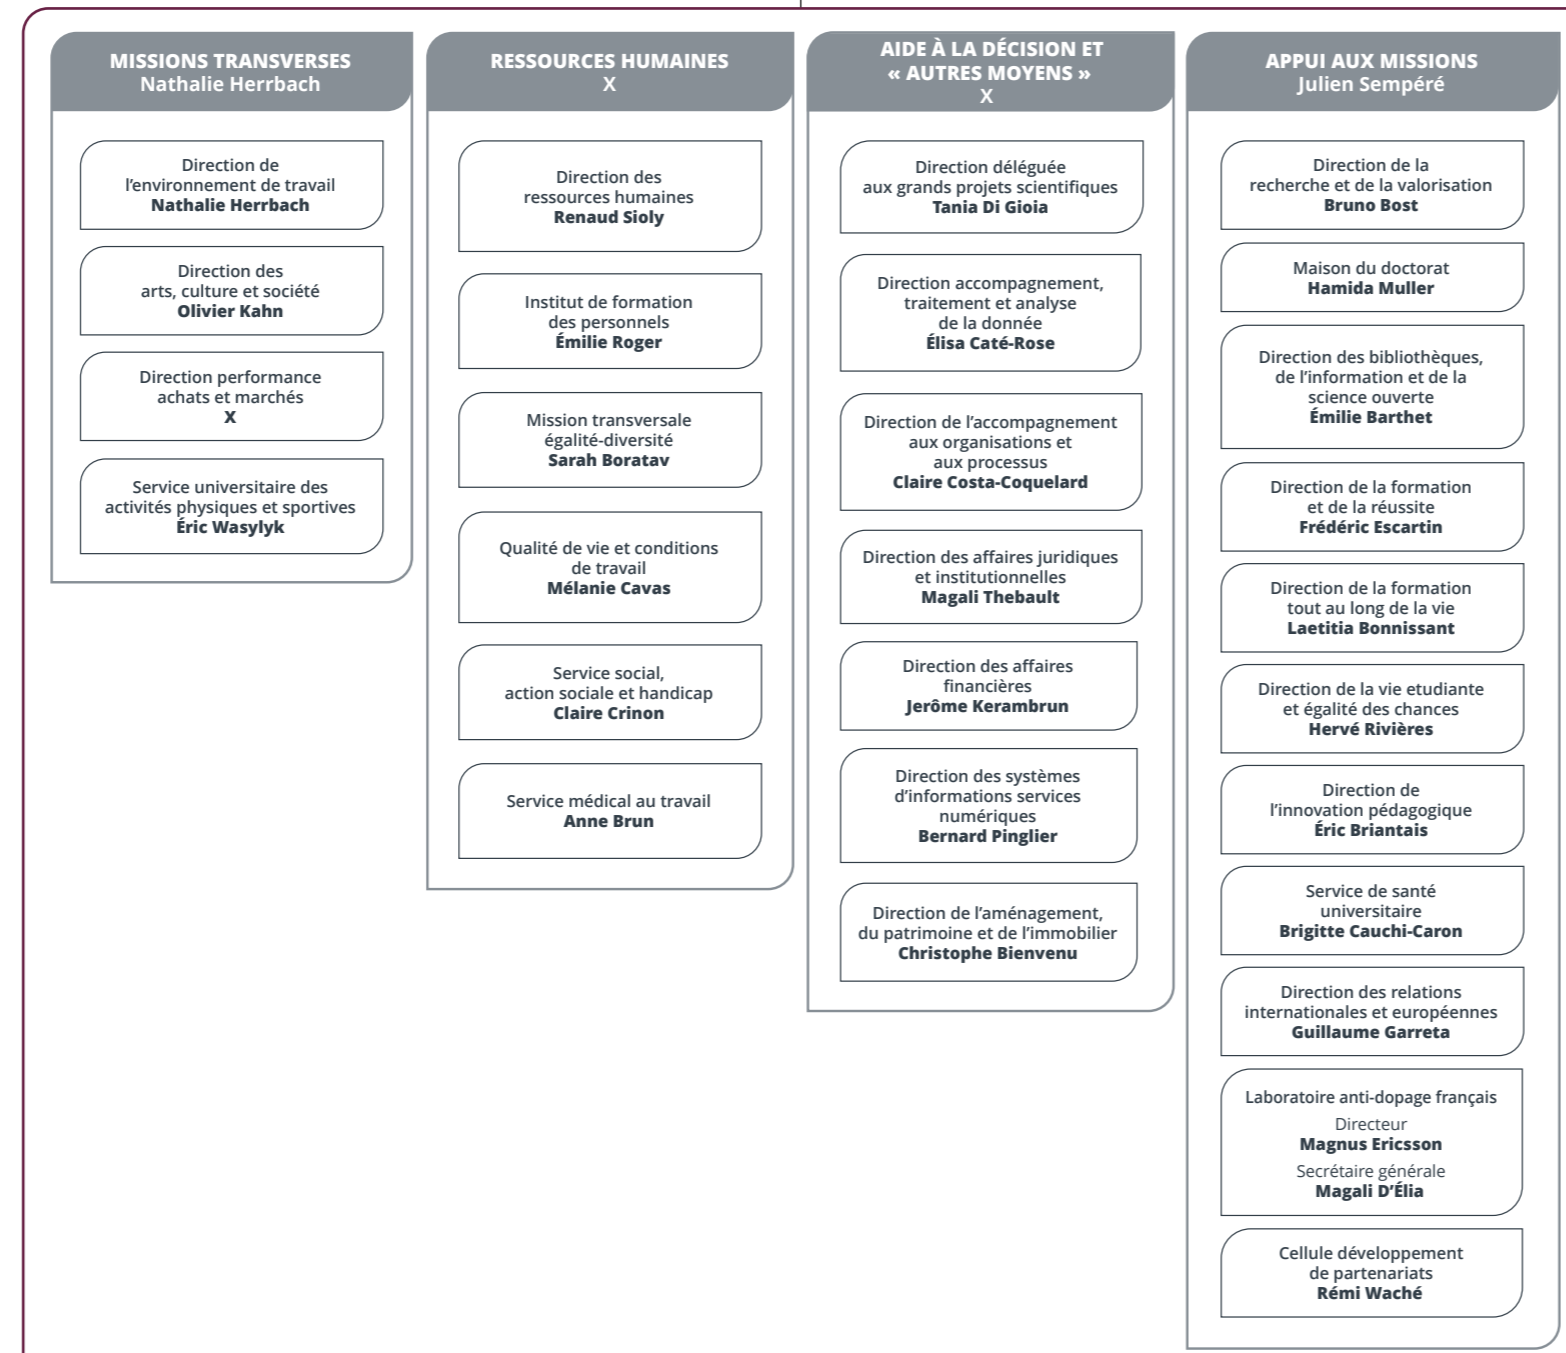 MISSIONS TRANSVERSES
Nathalie Herrbach
Direction de
l'environnement de travail
Nathalie Herrbach
Direction des
arts, culture et société
Olivier Kahn
Direction performance
achats et marchés
X
Service universitaire des
activités physiques et sportives
Éric Wasylyk
RESSOURCES HUMAINES
X
Direction des
ressources humaines
Renaud Sioly
Institut de formation
des personnels
Émilie Roger
Mission transversale
égalité-diversité
Sarah Boratav
Qualité de vie et conditions
de travail
Mélanie Cavas
Service social,
action sociale et handicap
Claire Crinon
Service médical au travail
Anne Brun
AIDE À LA DÉCISION ET
« AUTRES MOYENS »
X
Direction déléguée
aux grands projets scientifiques
Tania Di Gioia
Direction accompagnement,
traitement et analyse
de la donnée
Élisa Caté-Rose
Direction de l'accompagnement
aux organisations et
aux processus
Claire Costa-Coquelard
Direction des affaires juridiques
et institutionnelles
Magali Thebault
Direction des affaires
financières
Jerôme Kerambrun
Direction des systèmes
d'informations services
numériques
Bernard Pinglier
Direction de l'aménagement,
du patrimoine et de l'immobilier
Christophe Bienvenu
APPUI AUX MISSIONS
Julien Sempéré
Direction de la
recherche et de la valorisation
Bruno Bost
Maison du doctorat
Hamida Muller
Direction des bibliothèques,
de l'information et de la
science ouverte
Émilie Barthet
Direction de la formation
et de la réussite
Frédéric Escartin
Direction de la formation
tout au long de la vie
Laetitia Bonnissant
Direction de la vie etudiante
et égalité des chances
Hervé Rivières
Direction de
l'innovation pédagogique
Éric Briantais
Service de santé
universitaire
Brigitte Cauchi-Caron
Direction des relations
internationales et européennes
Guillaume Garreta
Laboratoire anti-dopage français
Directeur
Magnus Ericsson
Secrétaire générale
Magali D'Élia
Cellule développement
de partenariats
Rémi Waché